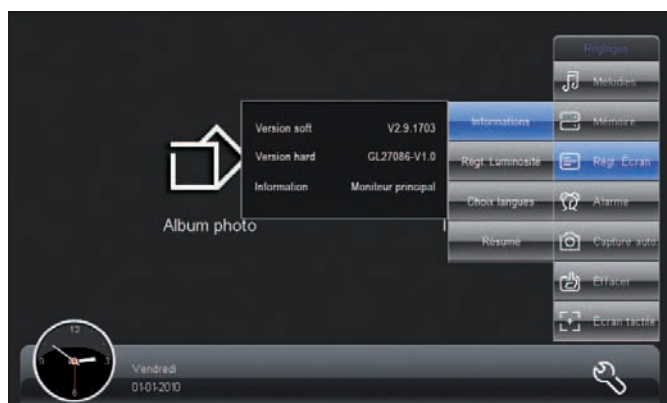 Réglages
Mélodies
Mémoire
Régl. Écran
Alarme
Capture auto
Effacer
Écran tactile
Informations
Régl. Luminosité
Choix langues
Résumé
Version soft V2.9.1703
Version hard GL27086-V1.0
Information Moniteur principal
Album photo
12
3
6
9
Vendredi
01-01-2010